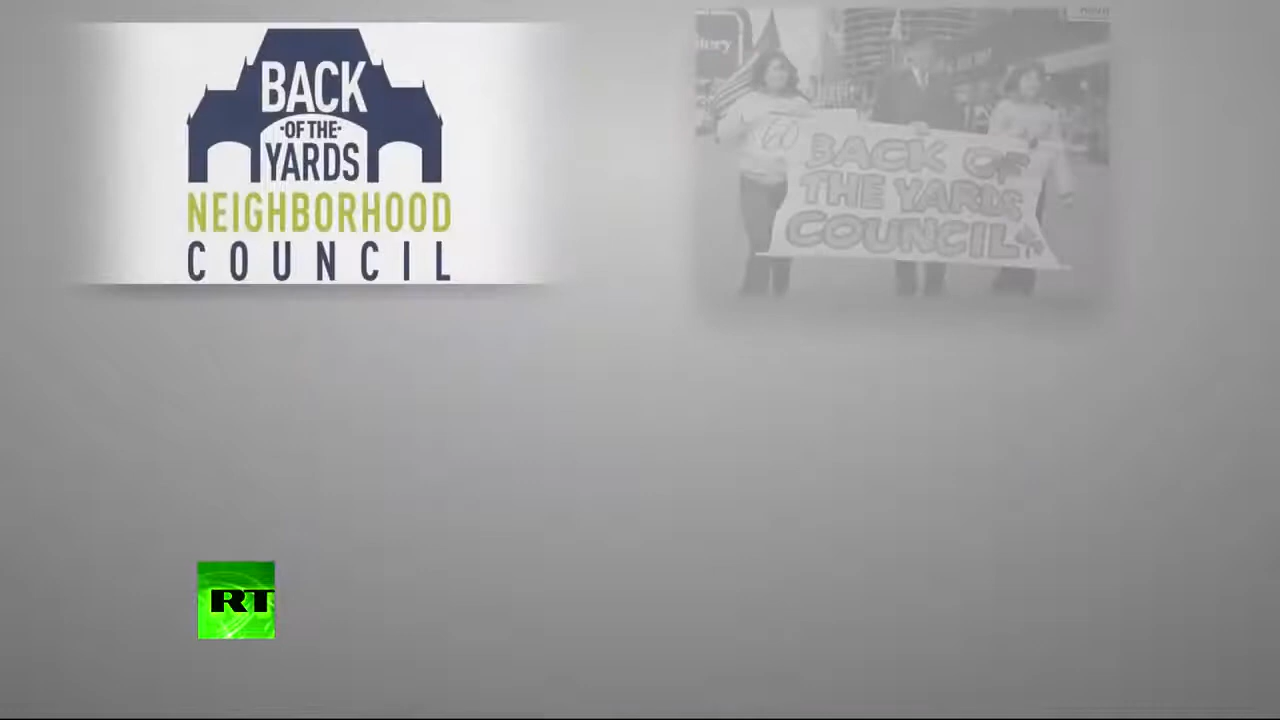 BACK
·OF THE·
YARDS
NEIGHBORHOOD
COUNCIL
BACK OF
THE YARDS
COUNCIL
RT